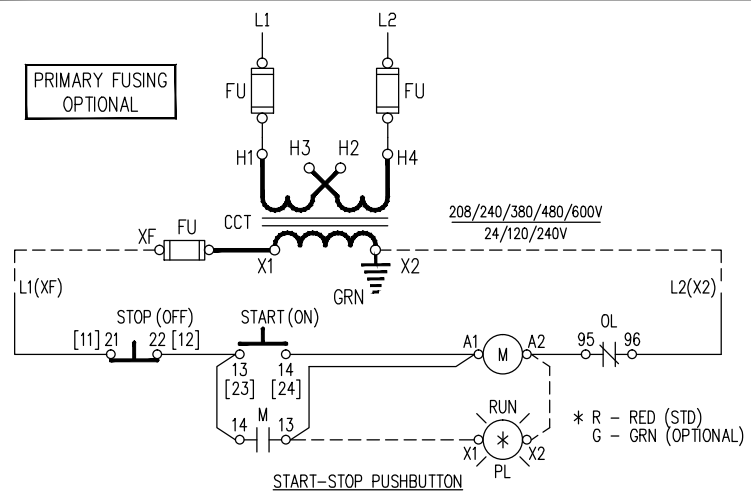 L1 L2
PRIMARY FUSING
OPTIONAL
FU FU
H1 H3 H2 H4
CCT
208/240/380/480/600V
24/120/240V
XF FU
X1 X2
GRN
L1(XF) L2(X2)
STOP (OFF) START (ON) OL
[11] 21 22 [12] A1 M A2 95 96
13 14
[23] [24]
14 M 13
RUN
X1 * X2
PL
* R - RED (STD)
G - GRN (OPTIONAL)
START-STOP PUSHBUTTON